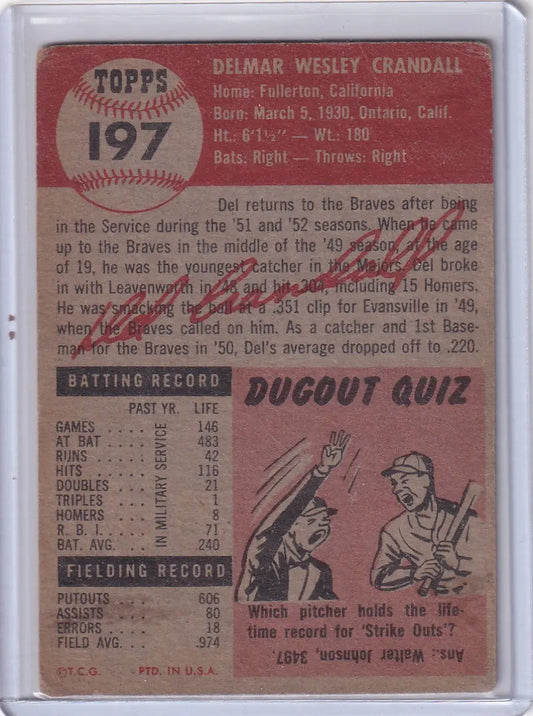 TOPPS
197
DELMAR WESLEY CRANDALL
Home: Fullerton, California
Born: March 5, 1930, Ontario, Calif.
Ht.: 6'1½" — Wt.: 180
Bats: Right — Throws: Right
Del returns to the Braves after being
in the Service during the '51 and '52 seasons. When he came
up to the Braves in the middle of the '49 season, at the age
of 19, he was the youngest catcher in the Majors. Del broke
in with Leavenworth in '48 and hit .304, including 15 Homers.
He was smacking the ball at a .351 clip for Evansville in '49,
when the Braves called on him. As a catcher and 1st Base-
man for the Braves in '50, Del's average dropped off to .220.
Del Crandall
BATTING RECORD
PAST YR. LIFE
GAMES .... 146
AT BAT .... 483
RUNS .... 42
HITS .... 116
DOUBLES .... 21
TRIPLES .... 1
HOMERS .... 8
R. B. I. .... 71
BAT. AVG. ... .240
IN MILITARY SERVICE
FIELDING RECORD
PUTOUTS .... 606
ASSISTS .... 80
ERRORS .... 18
FIELD AVG. ... .974
©T.C.G. PTD. IN U.S.A.
DUGOUT QUIZ
Which pitcher holds the life-
time record for 'Strike Outs'?
Ans.: Walter Johnson, 3497.